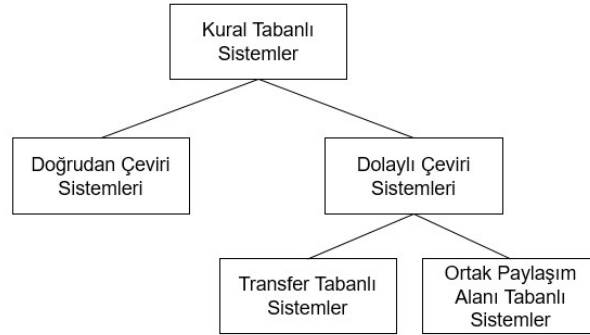 Kural Tabanlı
Sistemler
Doğrudan Çeviri
Sistemleri
Dolaylı Çeviri
Sistemleri
Transfer Tabanlı
Sistemler
Ortak Paylaşım
Alanı Tabanlı
Sistemler